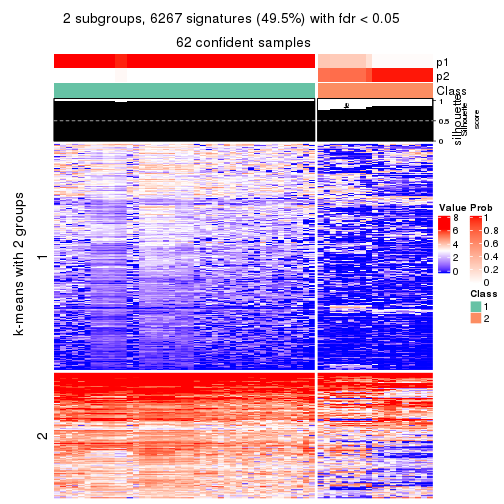 2 subgroups, 6267 signatures (49.5%) with fdr < 0.05
62 confident samples
p1
p2
Class
1
0.5
0
silhouette
Silhouette
score
k-means with 2 groups
1
2
Value
8
6
4
2
0
Prob
1
0.8
0.6
0.4
0.2
0
Class
1
2